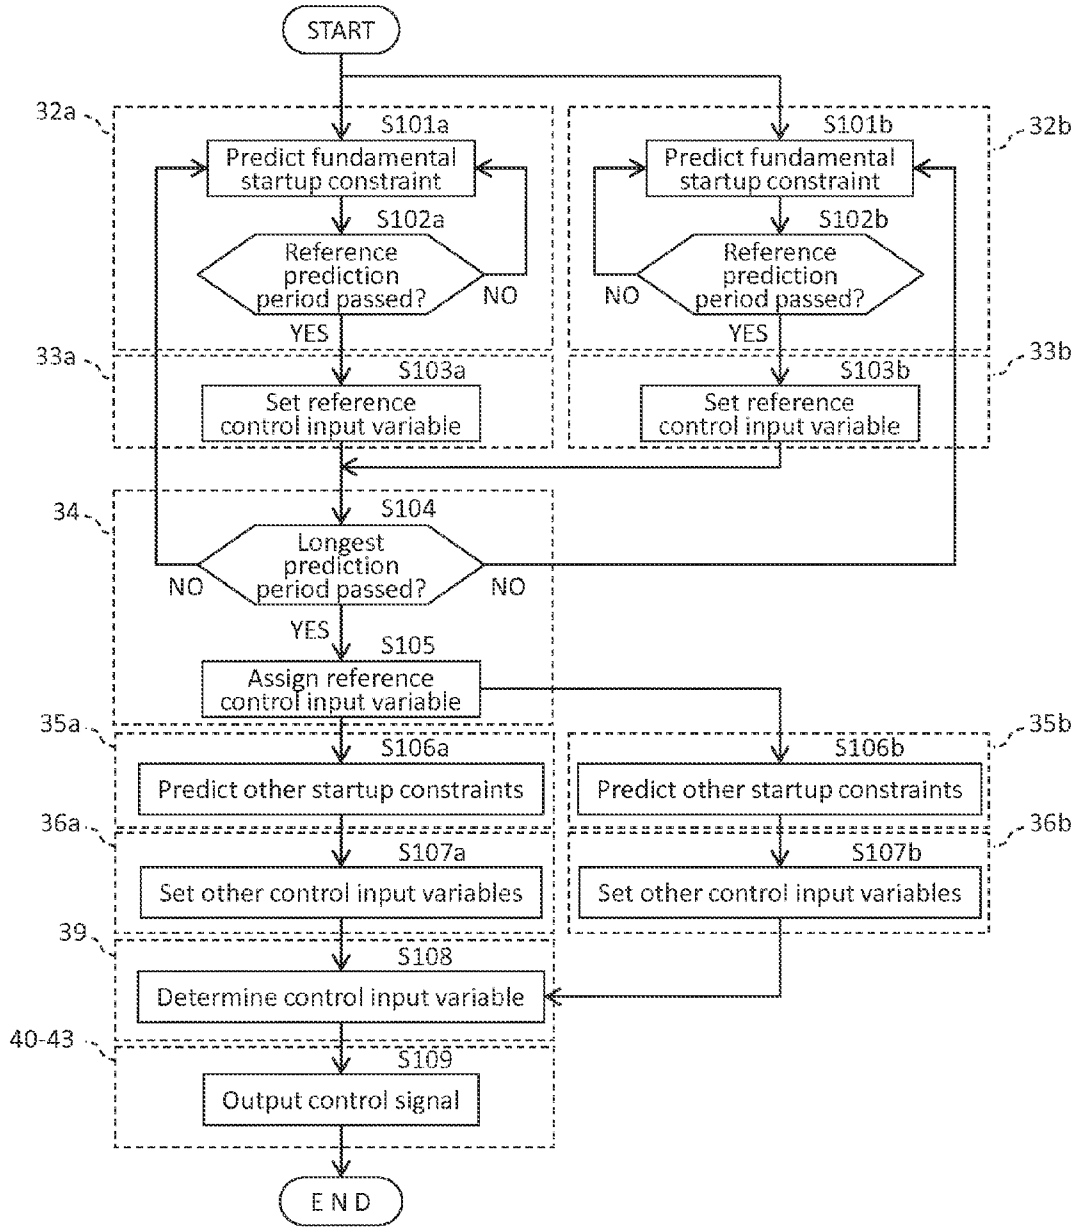 START
32a
S101a
S101b
32b
Predict fundamental
startup constraint
Predict fundamental
startup constraint
S102a
S102b
Reference
prediction
period passed?
NO
Reference
prediction
period passed?
NO
YES
YES
33a
33b
S103a
S103b
Set reference
control input variable
Set reference
control input variable
34
S104
Longest
prediction
period passed?
NO
NO
YES
S105
Assign reference
control input variable
35a
35b
S106a
S106b
Predict other startup constraints
Predict other startup constraints
36a
36b
S107a
S107b
Set other control input variables
Set other control input variables
39
S108
Determine control input variable
40-43
S109
Output control signal
E N D